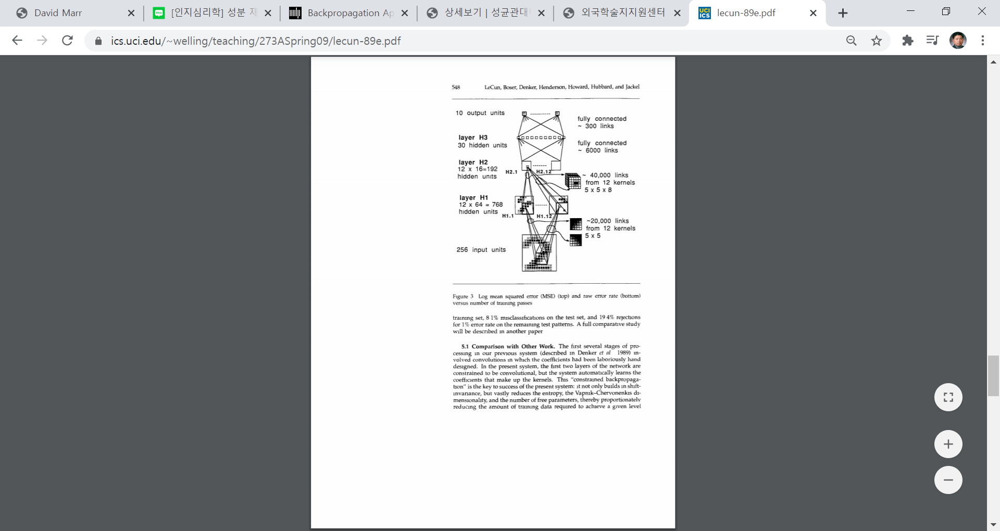 David Marr
[인지심리학] 성분 재
Backpropagation Ap
상세보기 | 성균관대
외국학술지지원센터
UCI ICS
lecun-89e.pdf
ics.uci.edu/~welling/teaching/273ASpring09/lecun-89e.pdf
548 LeCun, Boser, Denker, Henderson, Howard, Hubbard, and Jackel
10 output units
fully connected
~ 300 links
layer H3
30 hidden units
fully connected
~ 6000 links
layer H2
12 x 16=192
hidden units
H2.1
H2.12
~ 40,000 links
from 12 kernels
5 x 5 x 8
layer H1
12 x 64 = 768
hidden units
H1.1
H1.12
~20,000 links
from 12 kernels
5 x 5
256 input units
Figure 3 Log mean squared error (MSE) (top) and raw error rate (bottom)
versus number of training passes
training set, 8 1% misclassifications on the test set, and 19 4% rejections
for 1% error rate on the remaining test patterns. A full comparative study
will be described in another paper
5.1 Comparison with Other Work. The first several stages of pro-
cessing in our previous system (described in Denker et al 1989) in-
volved convolutions in which the coefficients had been laboriously hand
designed. In the present system, the first two layers of the network are
constrained to be convolutional, but the system automatically learns the
coefficients that make up the kernels. This "constrained backpropaga-
tion" is the key to success of the present system: it not only builds in shift-
invariance, but vastly reduces the entropy, the Vapnik–Chervonenkis di-
mensionality, and the number of free parameters, thereby proportionately
reducing the amount of training data required to achieve a given level